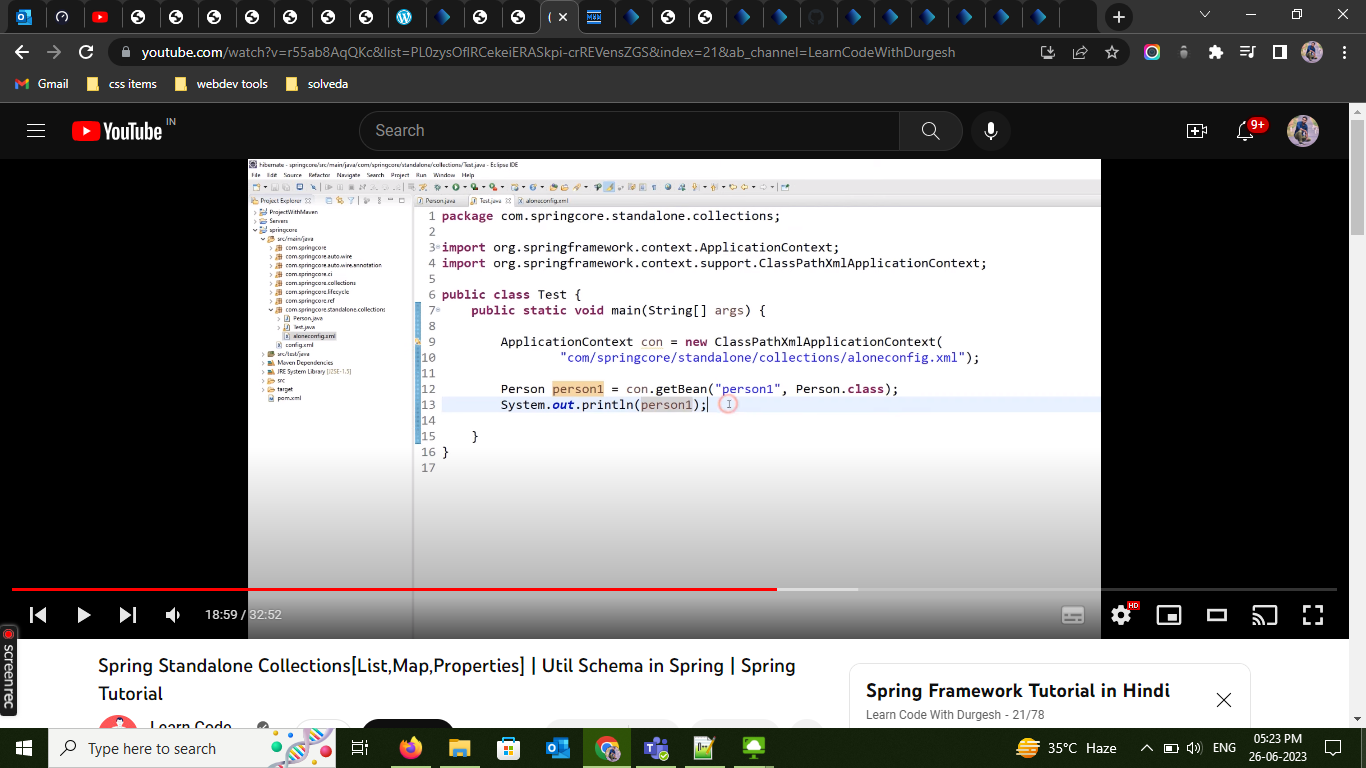 youtube.com/watch?v=r55ab8AqQKc&list=PL0zysOflRCekeiERASkpi-crREVensZGS&index=21&ab_channel=LearnCodeWithDurgesh
Gmail
css items
webdev tools
solveda
YouTube IN
Search
9+
hibernate - springcore/src/main/java/com/springcore/standalone/collections/Test.java - Eclipse IDE
File Edit Source Refactor Navigate Search Project Run Window Help
Project Explorer
ProjectWithMaven
Servers
springcore
src/main/java
com.springcore
com.springcore.auto.wire
com.springcore.auto.wire.annotation
com.springcore.ci
com.springcore.collections
com.springcore.lifecycle
com.springcore.ref
com.springcore.standalone.collections
Person.java
Test.java
aloneconfig.xml
config.xml
src/test/java
Maven Dependencies
JRE System Library [J2SE-1.5]
src
target
pom.xml
Person.java Test.java aloneconfig.xml
1 package com.springcore.standalone.collections;
2
3 import org.springframework.context.ApplicationContext;
4 import org.springframework.context.support.ClassPathXmlApplicationContext;
5
6 public class Test {
7 public static void main(String[] args) {
8
9 ApplicationContext con = new ClassPathXmlApplicationContext(
10 "com/springcore/standalone/collections/aloneconfig.xml");
11
12 Person person1 = con.getBean("person1", Person.class);
13 System.out.println(person1);
14
15 }
16 }
17
18:59 / 32:52
HD
screenrec
Spring Standalone Collections[List,Map,Properties] | Util Schema in Spring | Spring
Tutorial
Learn Code
Spring Framework Tutorial in Hindi
Learn Code With Durgesh - 21/78
Type here to search
35°C Haze
ENG
05:23 PM
26-06-2023